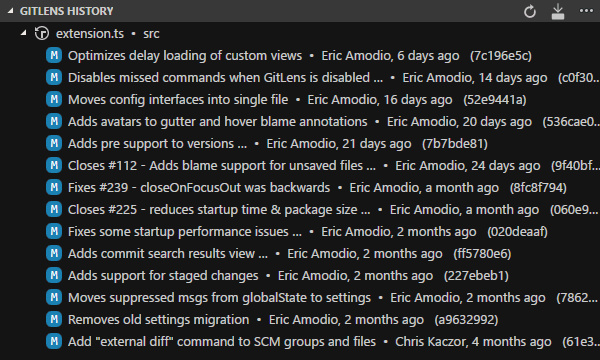 GITLENS HISTORY
extension.ts • src
M Optimizes delay loading of custom views • Eric Amodio, 6 days ago (7c196e5c)
M Disables missed commands when GitLens is disabled ... • Eric Amodio, 14 days ago (c0f30...
M Moves config interfaces into single file • Eric Amodio, 16 days ago (52e9441a)
M Adds avatars to gutter and hover blame annotations • Eric Amodio, 20 days ago (536cae0...
M Adds pre support to versions ... • Eric Amodio, 21 days ago (7b7bde81)
M Closes #112 - Adds blame support for unsaved files ... • Eric Amodio, 24 days ago (9f40bf...
M Fixes #239 - closeOnFocusOut was backwards • Eric Amodio, a month ago (8fc8f794)
M Closes #225 - reduces startup time & package size ... • Eric Amodio, a month ago (060e9...
M Fixes some startup performance issues ... • Eric Amodio, 2 months ago (020deaaf)
M Adds commit search results view ... • Eric Amodio, 2 months ago (ff5780e6)
M Adds support for staged changes • Eric Amodio, 2 months ago (227ebeb1)
M Moves suppressed msgs from globalState to settings • Eric Amodio, 2 months ago (7862...
M Removes old settings migration • Eric Amodio, 2 months ago (a9632992)
M Add "external diff" command to SCM groups and files • Chris Kaczor, 4 months ago (61e3...